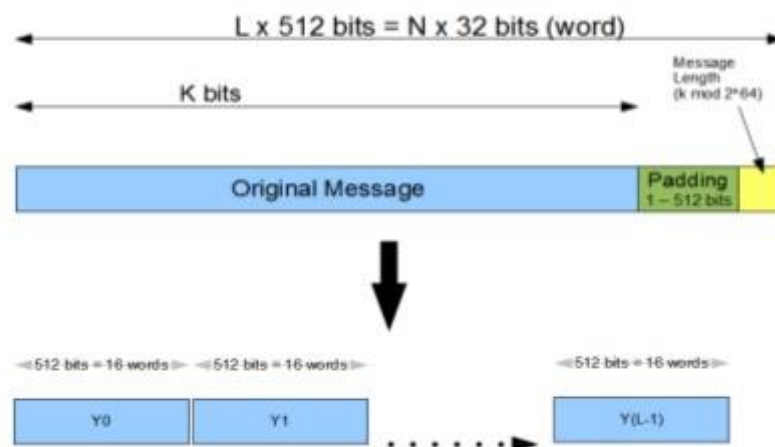 L x 512 bits = N x 32 bits (word)
Message
Length
(k mod 2^64)
K bits
Original Message
Padding
1 – 512 bits
512 bits = 16 words
512 bits = 16 words
512 bits = 16 words
Y0
Y1
Y(L-1)